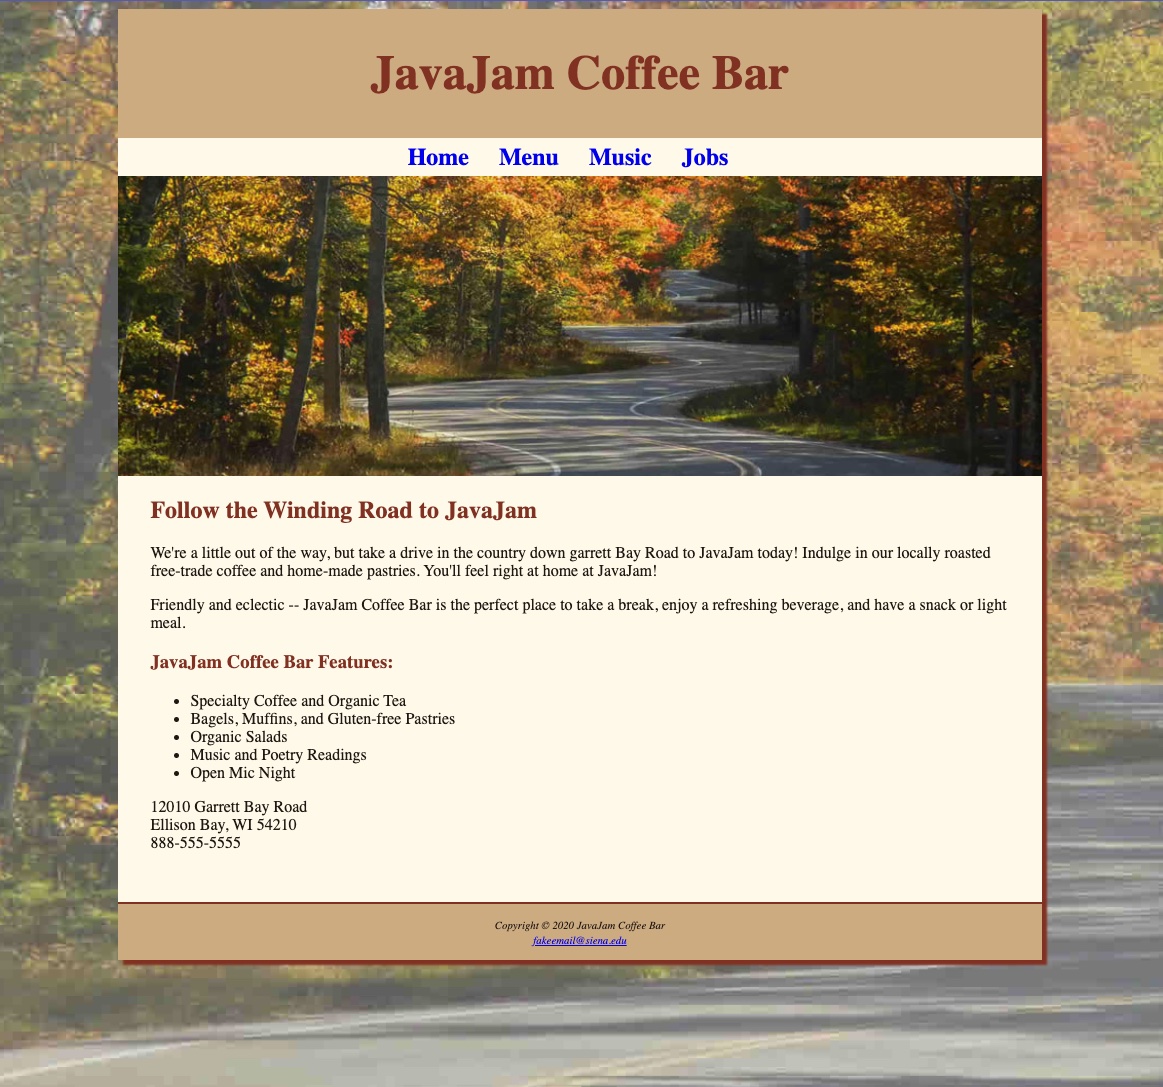 JavaJam Coffee Bar
Home Menu Music Jobs
Follow the Winding Road to JavaJam
We're a little out of the way, but take a drive in the country down garrett Bay Road to JavaJam today! Indulge in our locally roasted
free-trade coffee and home-made pastries. You'll feel right at home at JavaJam!
Friendly and eclectic -- JavaJam Coffee Bar is the perfect place to take a break, enjoy a refreshing beverage, and have a snack or light
meal.
JavaJam Coffee Bar Features:
• Specialty Coffee and Organic Tea
• Bagels, Muffins, and Gluten-free Pastries
• Organic Salads
• Music and Poetry Readings
• Open Mic Night
12010 Garrett Bay Road
Ellison Bay, WI 54210
888-555-5555
Copyright © 2020 JavaJam Coffee Bar
fakeemail@siena.edu